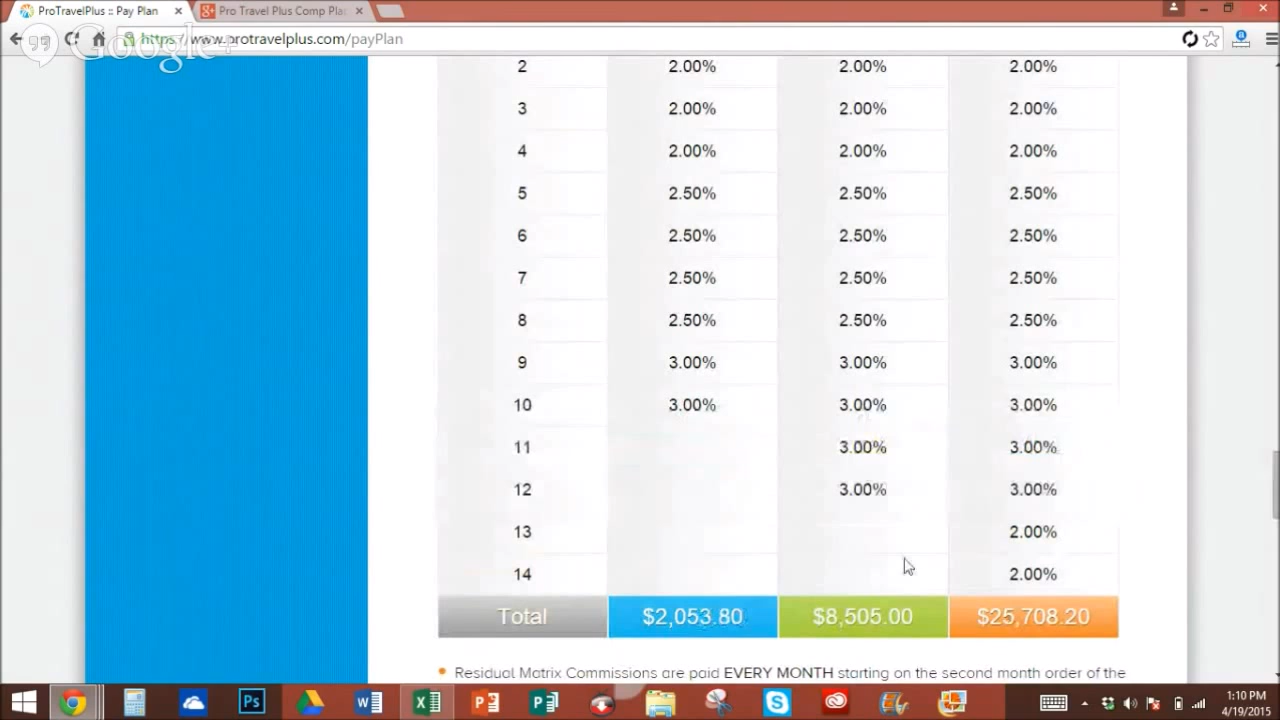 ProTravelPlus :: Pay Plan
Pro Travel Plus Comp Pla
Google+
https://www.protravelplus.com/payPlan
2 2.00% 2.00% 2.00%
3 2.00% 2.00% 2.00%
4 2.00% 2.00% 2.00%
5 2.50% 2.50% 2.50%
6 2.50% 2.50% 2.50%
7 2.50% 2.50% 2.50%
8 2.50% 2.50% 2.50%
9 3.00% 3.00% 3.00%
10 3.00% 3.00% 3.00%
11 3.00% 3.00%
12 3.00% 3.00%
13 2.00%
14 2.00%
Total $2,053.80 $8,505.00 $25,708.20
Residual Matrix Commissions are paid EVERY MONTH starting on the second month order of the
Ps
1:10 PM
4/19/2015